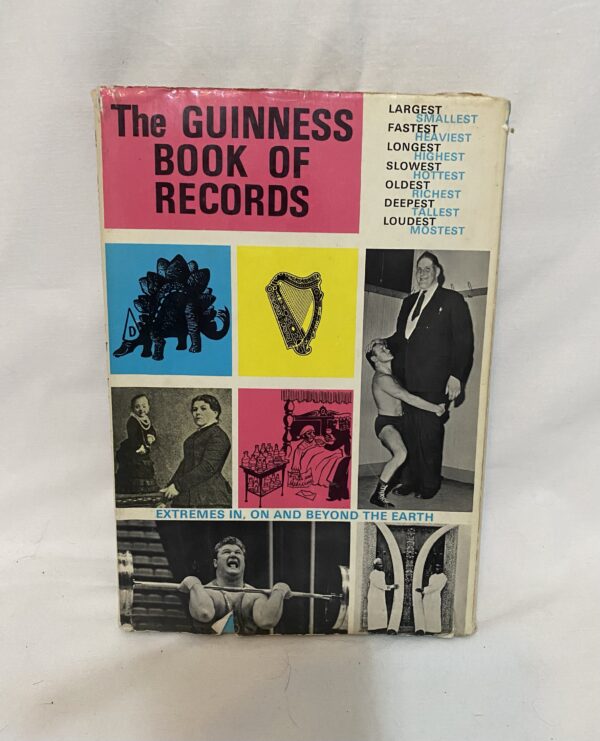 The GUINNESS
BOOK OF
RECORDS
LARGEST
SMALLEST
FASTEST
HEAVIEST
LONGEST
HIGHEST
SLOWEST
HOTTEST
OLDEST
RICHEST
DEEPEST
TALLEST
LOUDEST
MOSTEST
D
EXTREMES IN, ON AND BEYOND THE EARTH